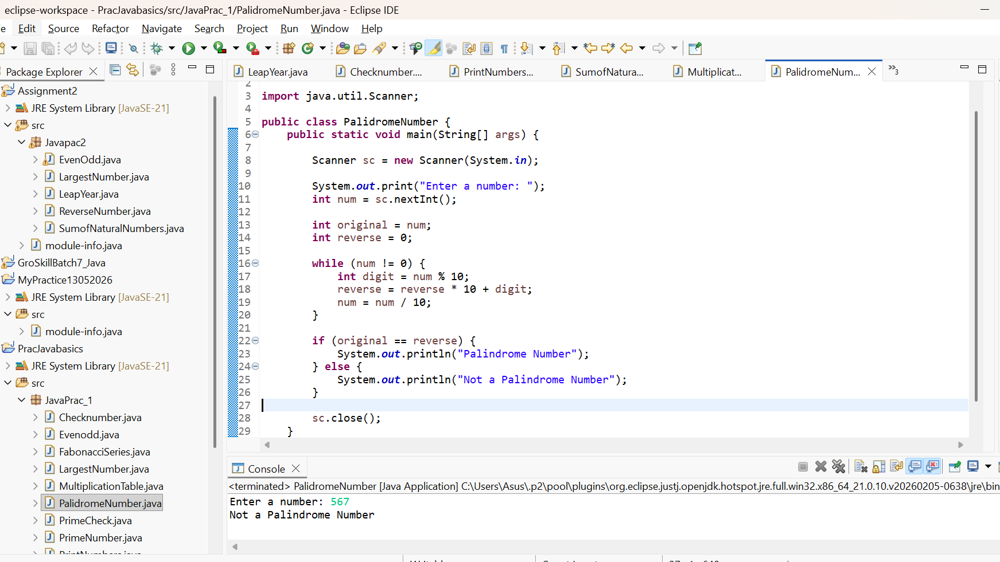 eclipse-workspace - PracJavabasics/src/JavaPrac_1/PalidromeNumber.java - Eclipse IDE
e Edit Source Refactor Navigate Search Project Run Window Help
Package Explorer
Assignment2
JRE System Library [JavaSE-21]
src
Javapac2
EvenOdd.java
LargestNumber.java
LeapYear.java
ReverseNumber.java
SumofNaturalNumbers.java
module-info.java
GroSkillBatch7_Java
MyPractice13052026
JRE System Library [JavaSE-21]
src
module-info.java
PracJavabasics
JRE System Library [JavaSE-21]
src
JavaPrac_1
Checknumber.java
Evenodd.java
FabonacciSeries.java
LargestNumber.java
MultiplicationTable.java
PalidromeNumber.java
PrimeCheck.java
PrimeNumber.java
LeapYear.java Checknumber.... PrintNumbers... SumofNatura... Multiplicat... PalidromeNum... »3
2
3 import java.util.Scanner;
4
5 public class PalidromeNumber {
6 public static void main(String[] args) {
7
8 Scanner sc = new Scanner(System.in);
9
10 System.out.print("Enter a number: ");
11 int num = sc.nextInt();
12
13 int original = num;
14 int reverse = 0;
15
16 while (num != 0) {
17 int digit = num % 10;
18 reverse = reverse * 10 + digit;
19 num = num / 10;
20 }
21
22 if (original == reverse) {
23 System.out.println("Palindrome Number");
24 } else {
25 System.out.println("Not a Palindrome Number");
26 }
27
28 sc.close();
29 }
Console
<terminated> PalidromeNumber [Java Application] C:\Users\Asus\.p2\pool\plugins\org.eclipse.justj.openjdk.hotspot.jre.full.win32.x86_64_21.0.10.v20260205-0638\jre\bin
Enter a number: 567
Not a Palindrome Number